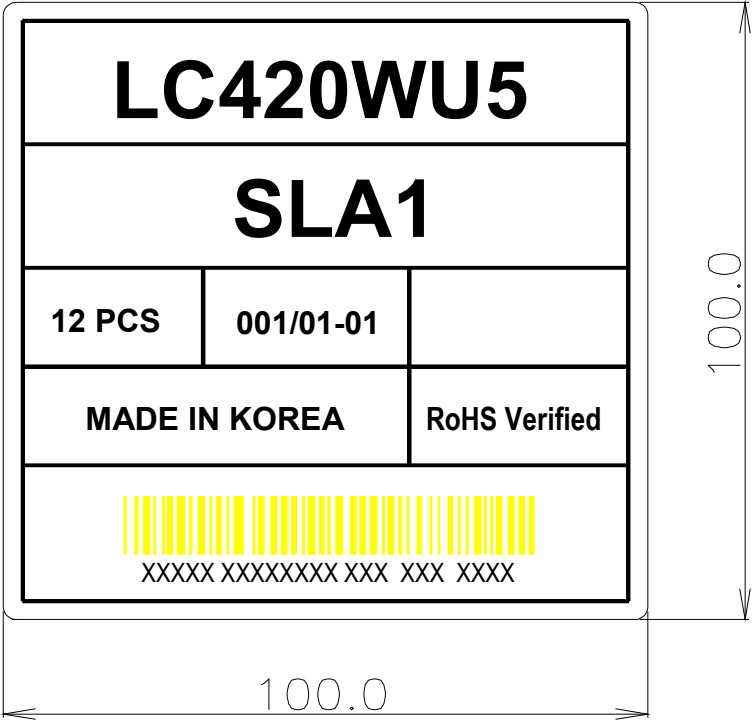 LC420WU5
SLA1
12 PCS 001/01-01
MADE IN KOREA RoHS Verified
XXXXX XXXXXXXX XXX XXX XXXX
100.0
100.0